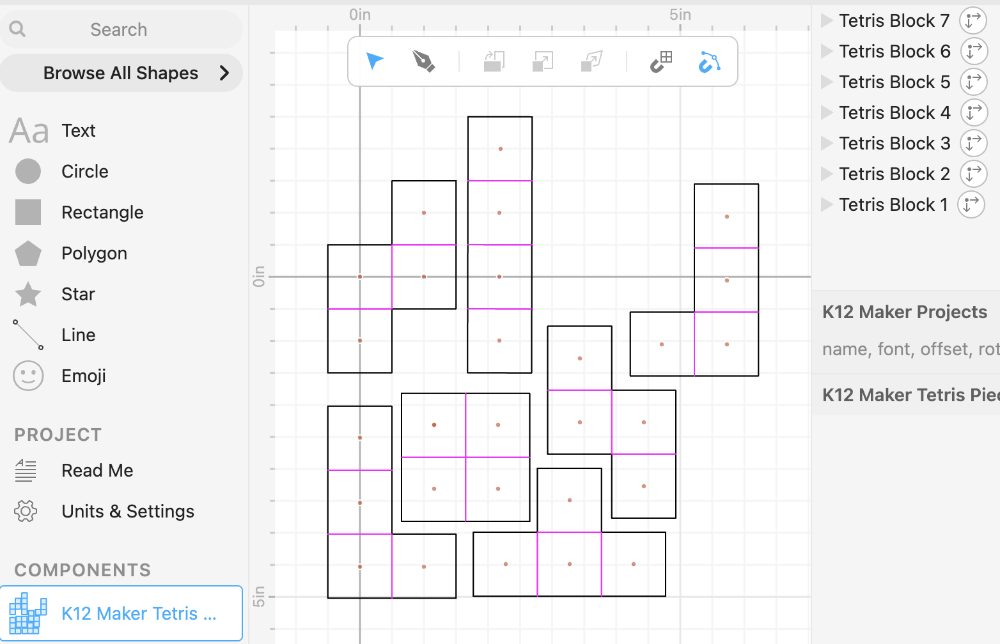 Search
Browse All Shapes
Aa Text
Circle
Rectangle
Polygon
Star
Line
Emoji
PROJECT
Read Me
Units & Settings
COMPONENTS
K12 Maker Tetris ...
0in
5in
0in
5in
Tetris Block 7
Tetris Block 6
Tetris Block 5
Tetris Block 4
Tetris Block 3
Tetris Block 2
Tetris Block 1
K12 Maker Projects
name, font, offset, rot
K12 Maker Tetris Piec